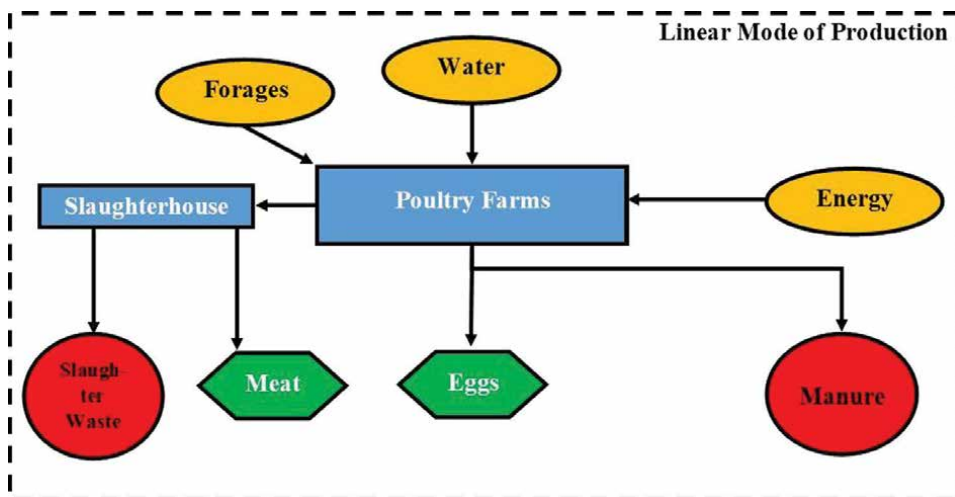 Linear Mode of Production
Water
Forages
Poultry Farms
Energy
Slaughterhouse
Slaugh-
ter
Waste
Meat
Eggs
Manure